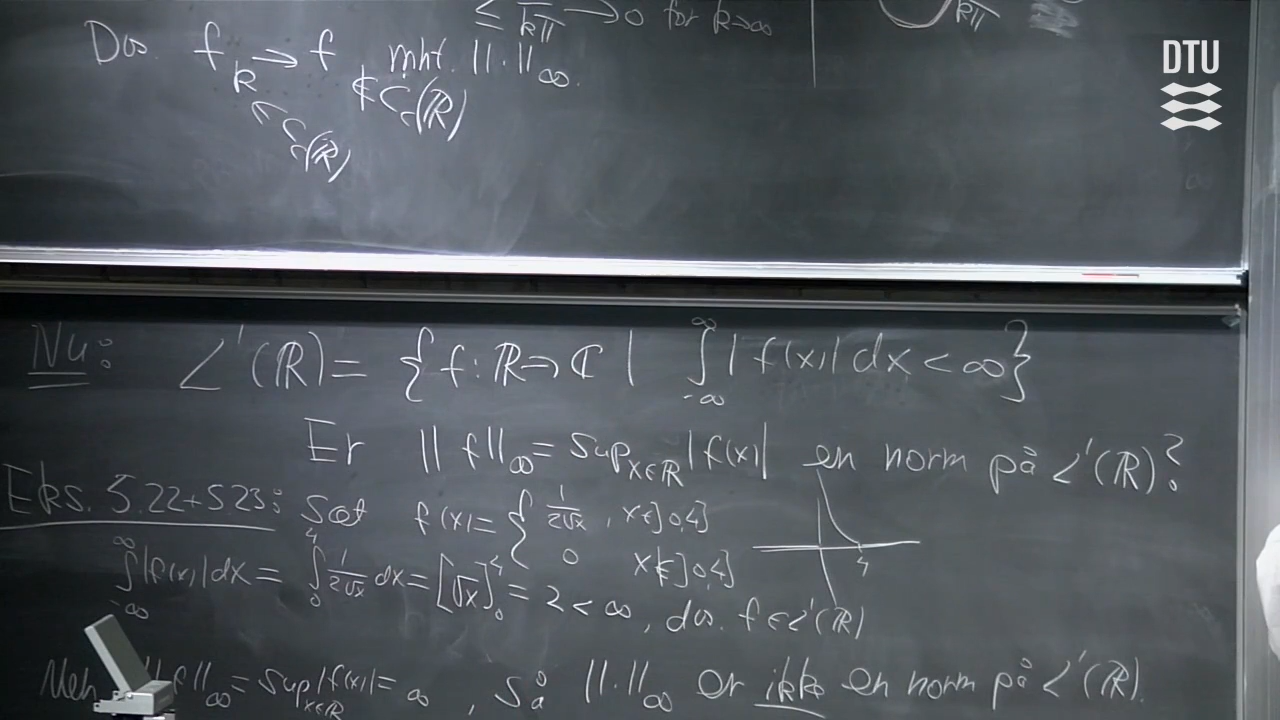 ≤ 1/kπ → 0 for k→∞
kπ
DTU
Dvs. f_k → f mht. ||·||_∞.
∉ C_c(ℝ)
C_c(ℝ)
Nu: L¹(ℝ) = {f: ℝ→ℂ | ∫_{-∞}^{∞} |f(x)| dx < ∞}
Er ||f||_∞ = sup_{x∈ℝ} |f(x)| en norm på L¹(ℝ)?
Eks. 5.22+5.23: Sæt f(x) = { 1/(2√x) , x∈]0,4]
0 x∉]0,4]
4
∫_{-∞}^{∞} |f(x)| dx = ∫_0^4 1/(2√x) dx = [√x]_0^4 = 2 < ∞, dvs. f∈L¹(ℝ)
Men ||f||_∞ = sup_{x∈ℝ} |f(x)| = ∞, så ||·||_∞ er ikke en norm på L¹(ℝ).